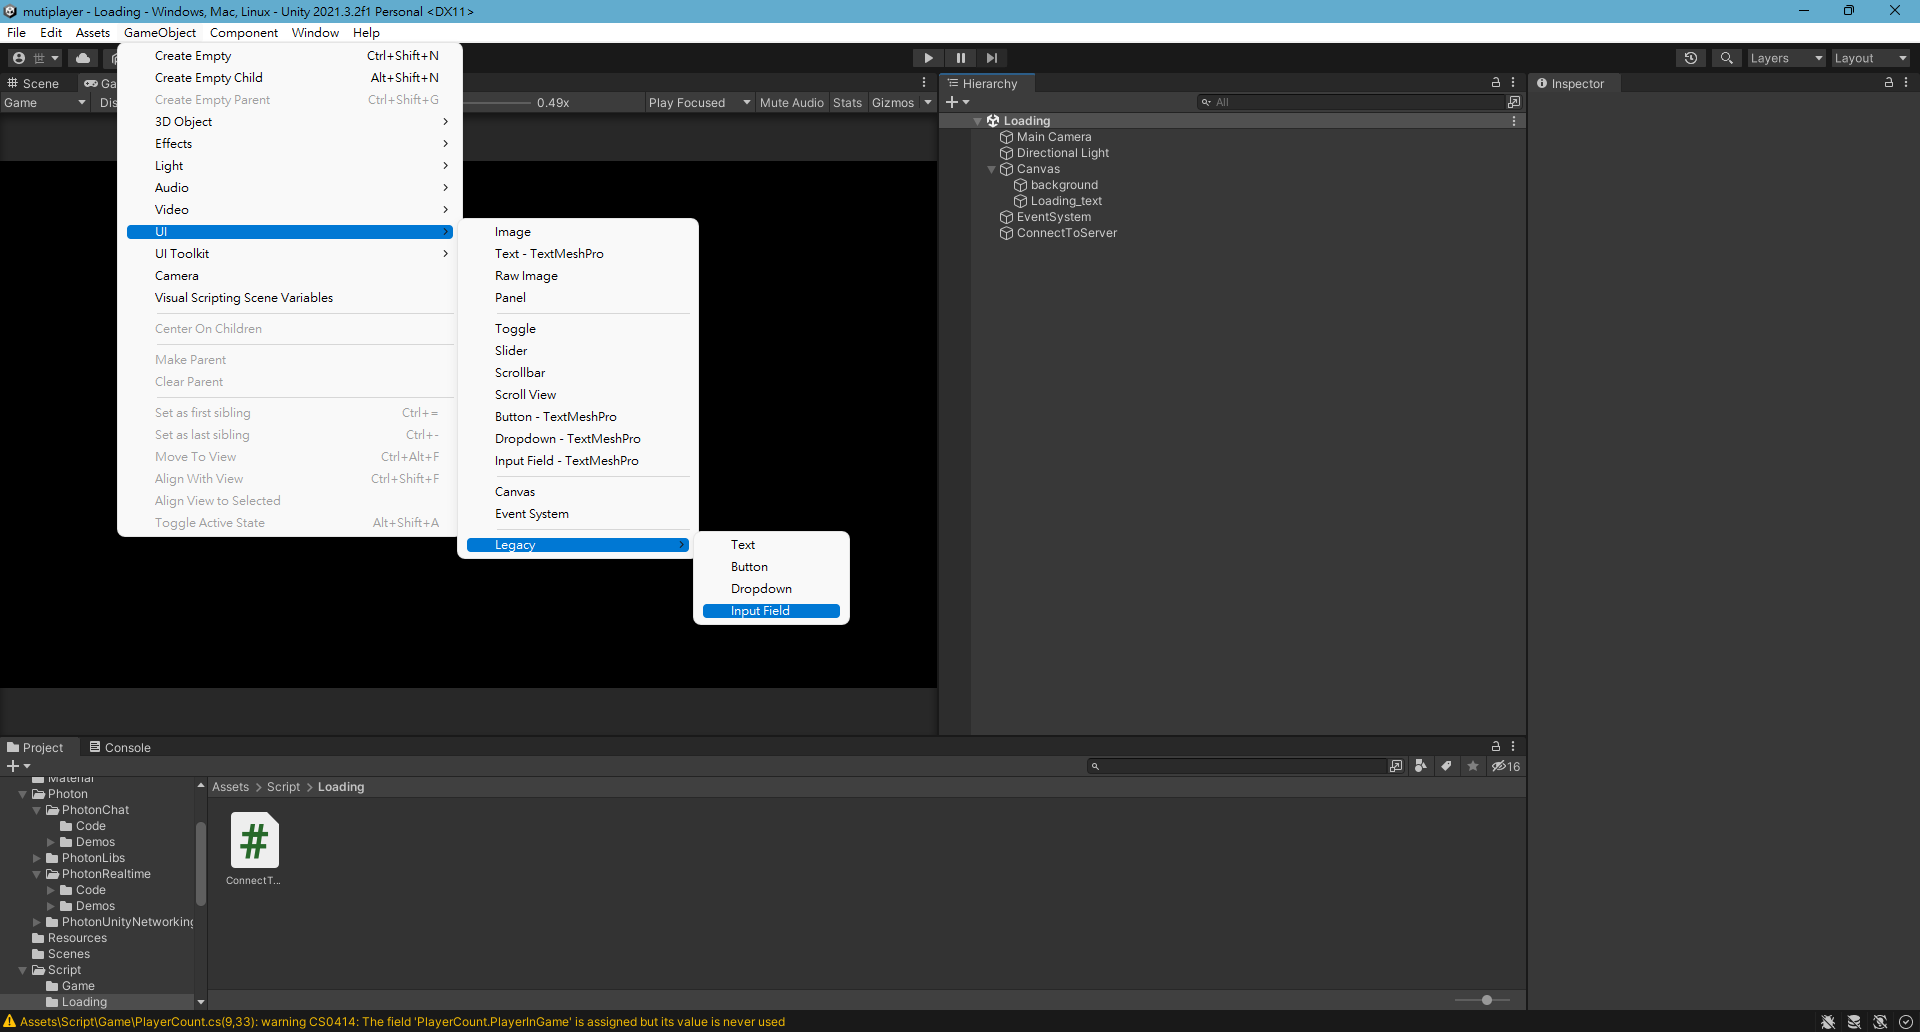 mutiplayer - Loading - Windows, Mac, Linux - Unity 2021.3.2f1 Personal <DX11>
File Edit Assets GameObject Component Window Help
Layers Layout
Scene Ga
Game Dis 0.49x Play Focused Mute Audio Stats Gizmos
Create Empty Ctrl+Shift+N
Create Empty Child Alt+Shift+N
Create Empty Parent Ctrl+Shift+G
3D Object
Effects
Light
Audio
Video
UI
UI Toolkit
Camera
Visual Scripting Scene Variables
Center On Children
Make Parent
Clear Parent
Set as first sibling Ctrl+=
Set as last sibling Ctrl+-
Move To View Ctrl+Alt+F
Align With View Ctrl+Shift+F
Align View to Selected
Toggle Active State Alt+Shift+A
Image
Text - TextMeshPro
Raw Image
Panel
Toggle
Slider
Scrollbar
Scroll View
Button - TextMeshPro
Dropdown - TextMeshPro
Input Field - TextMeshPro
Canvas
Event System
Legacy
Text
Button
Dropdown
Input Field
Hierarchy
All
Loading
Main Camera
Directional Light
Canvas
background
Loading_text
EventSystem
ConnectToServer
Inspector
Project Console
16
Material
Photon
PhotonChat
Code
Demos
PhotonLibs
PhotonRealtime
Code
Demos
PhotonUnityNetworking
Resources
Scenes
Script
Game
Loading
Assets > Script > Loading
#
ConnectT...
Assets\Script\Game\PlayerCount.cs(9,33): warning CS0414: The field 'PlayerCount.PlayerInGame' is assigned but its value is never used